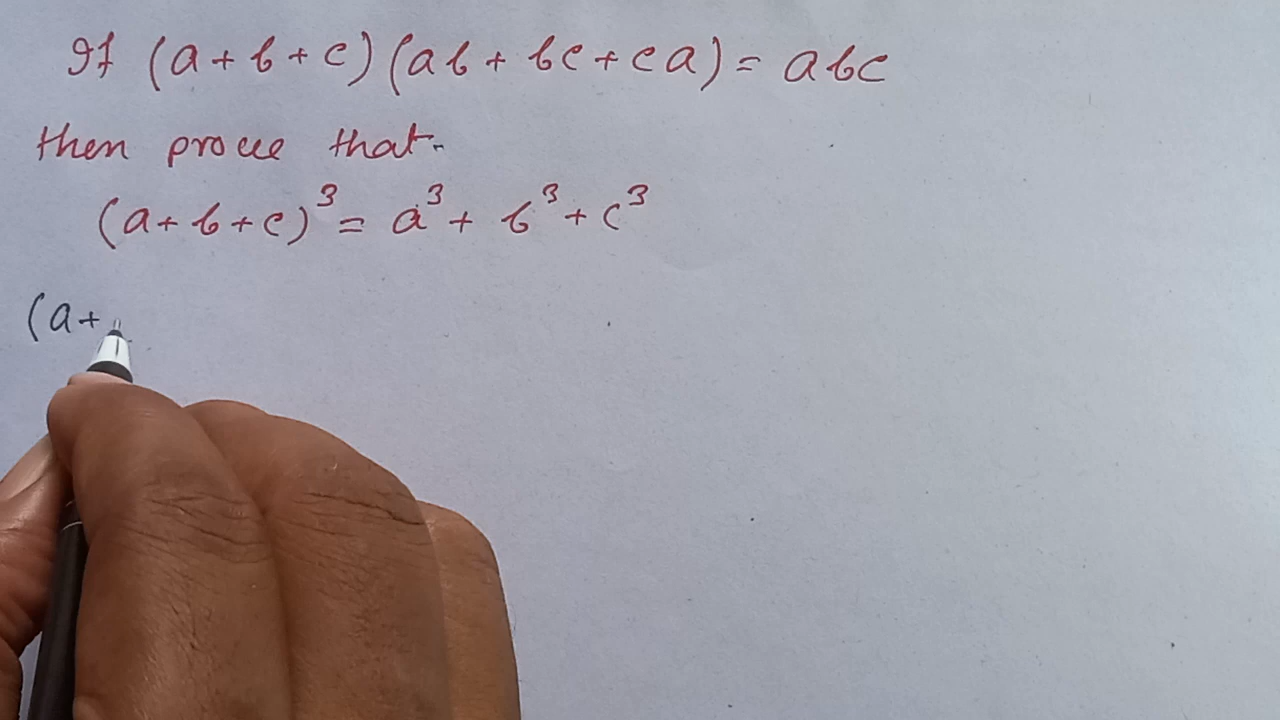 If (a + b + c) (ab + bc + ca) = abc
then prove that-
(a + b + c)³ = a³ + b³ + c³
(a +